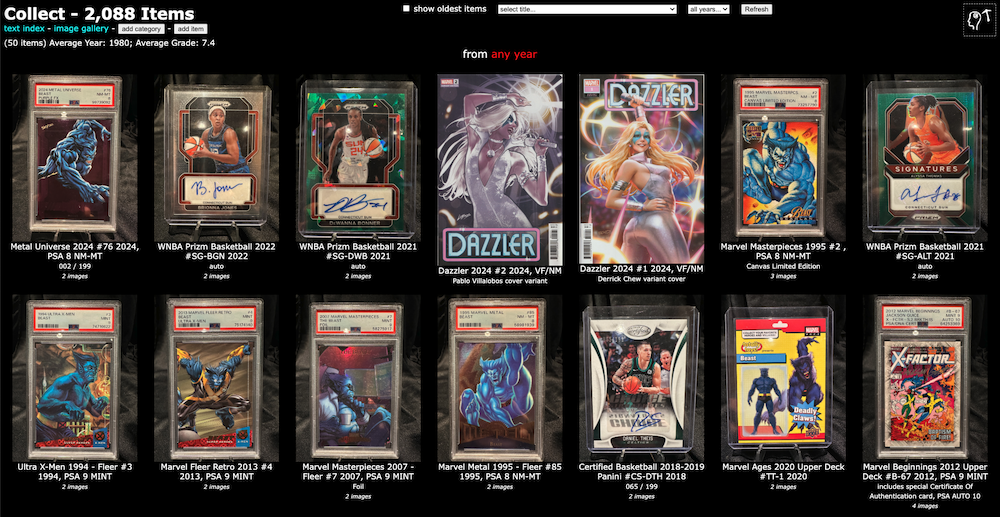 Collect - 2,088 Items
show oldest items
select title...
all years...
Refresh
text index - image gallery - add category - add item
(50 items) Average Year: 1980; Average Grade: 7.4
from any year
Metal Universe 2024 #76 2024,
PSA 8 NM-MT
002 / 199
2 images
WNBA Prizm Basketball 2022
#SG-BGN 2022
auto
2 images
WNBA Prizm Basketball 2021
#SG-DWB 2021
auto
2 images
DAZZLER
Dazzler 2024 #2 2024, VF/NM
Pablo Villalobos cover variant
DAZZLER
Dazzler 2024 #1 2024, VF/NM
Derrick Chew variant cover
Marvel Masterpieces 1995 #2 ,
PSA 8 NM-MT
Canvas Limited Edition
3 images
SIGNATURES
ALYSSA THOMAS
CONNECTICUT SUN
PRIZM
WNBA Prizm Basketball 2021
#SG-ALT 2021
auto
2 images
Ultra X-Men 1994 - Fleer #3
1994, PSA 9 MINT
2 images
Marvel Fleer Retro 2013 #4
2013, PSA 9 MINT
2 images
Marvel Masterpieces 2007 -
Fleer #7 2007, PSA 9 MINT
Foil
2 images
Marvel Metal 1995 - Fleer #85
1995, PSA 8 NM-MT
2 images
DANIEL THEIS
Certified Basketball 2018-2019
Panini #CS-DTH 2018
065 / 199
2 images
MARVEL
Beast
Deadly
Claws!
Marvel Ages 2020 Upper Deck
#TT-1 2020
2 images
X-FACTOR
Marvel Beginnings 2012 Upper
Deck #B-67 2012, PSA 9 MINT
includes special Certificate Of
Authentication card, PSA AUTO 10
4 images